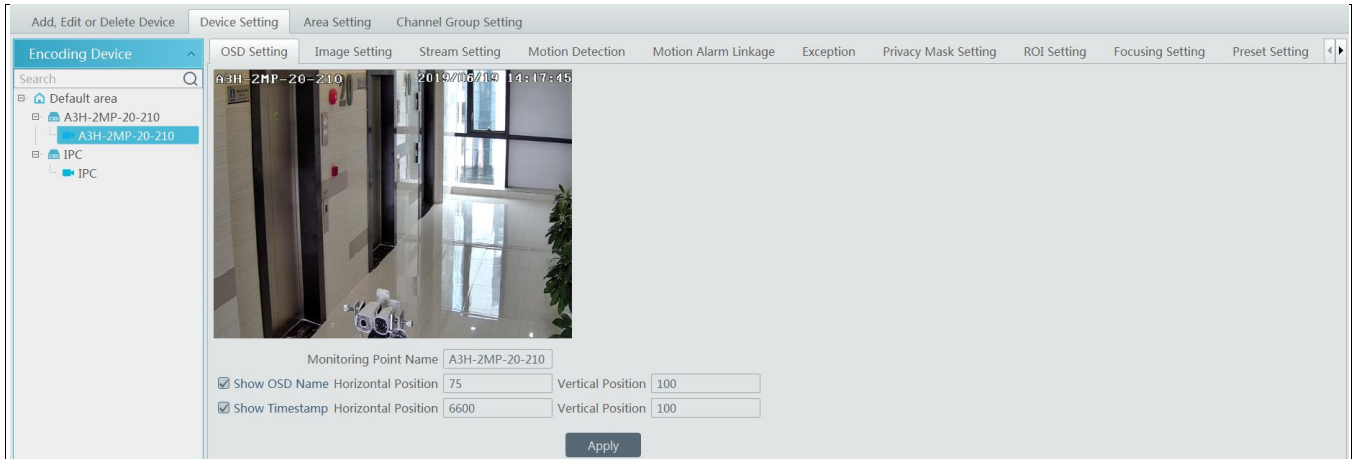 Add, Edit or Delete Device Device Setting Area Setting Channel Group Setting
Encoding Device
Search
Default area
A3H-2MP-20-210
A3H-2MP-20-210
IPC
IPC
OSD Setting Image Setting Stream Setting Motion Detection Motion Alarm Linkage Exception Privacy Mask Setting ROI Setting Focusing Setting Preset Setting
A3H-2MP-20-210 2019/06/19 14:17:45
20
Monitoring Point Name A3H-2MP-20-210
Show OSD Name Horizontal Position 75 Vertical Position 100
Show Timestamp Horizontal Position 6600 Vertical Position 100
Apply